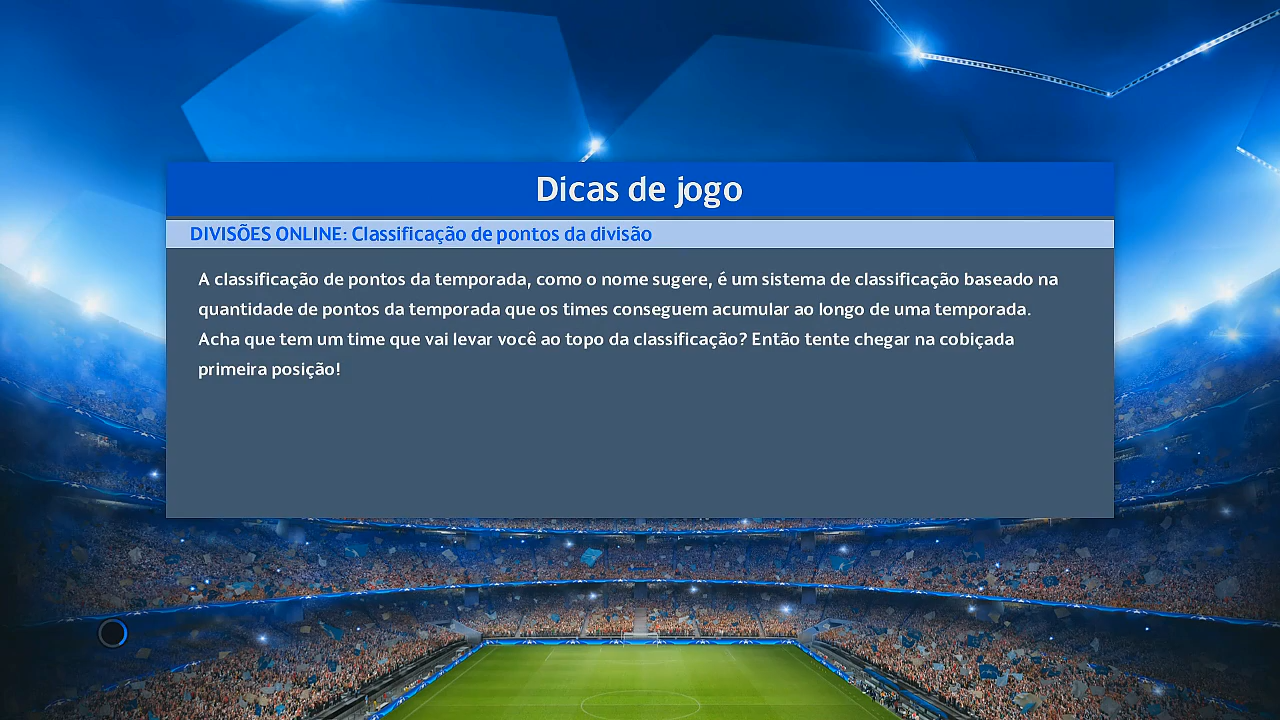 Dicas de jogo
DIVISÕES ONLINE: Classificação de pontos da divisão
A classificação de pontos da temporada, como o nome sugere, é um sistema de classificação baseado na
quantidade de pontos da temporada que os times conseguem acumular ao longo de uma temporada.
Acha que tem um time que vai levar você ao topo da classificação? Então tente chegar na cobiçada
primeira posição!